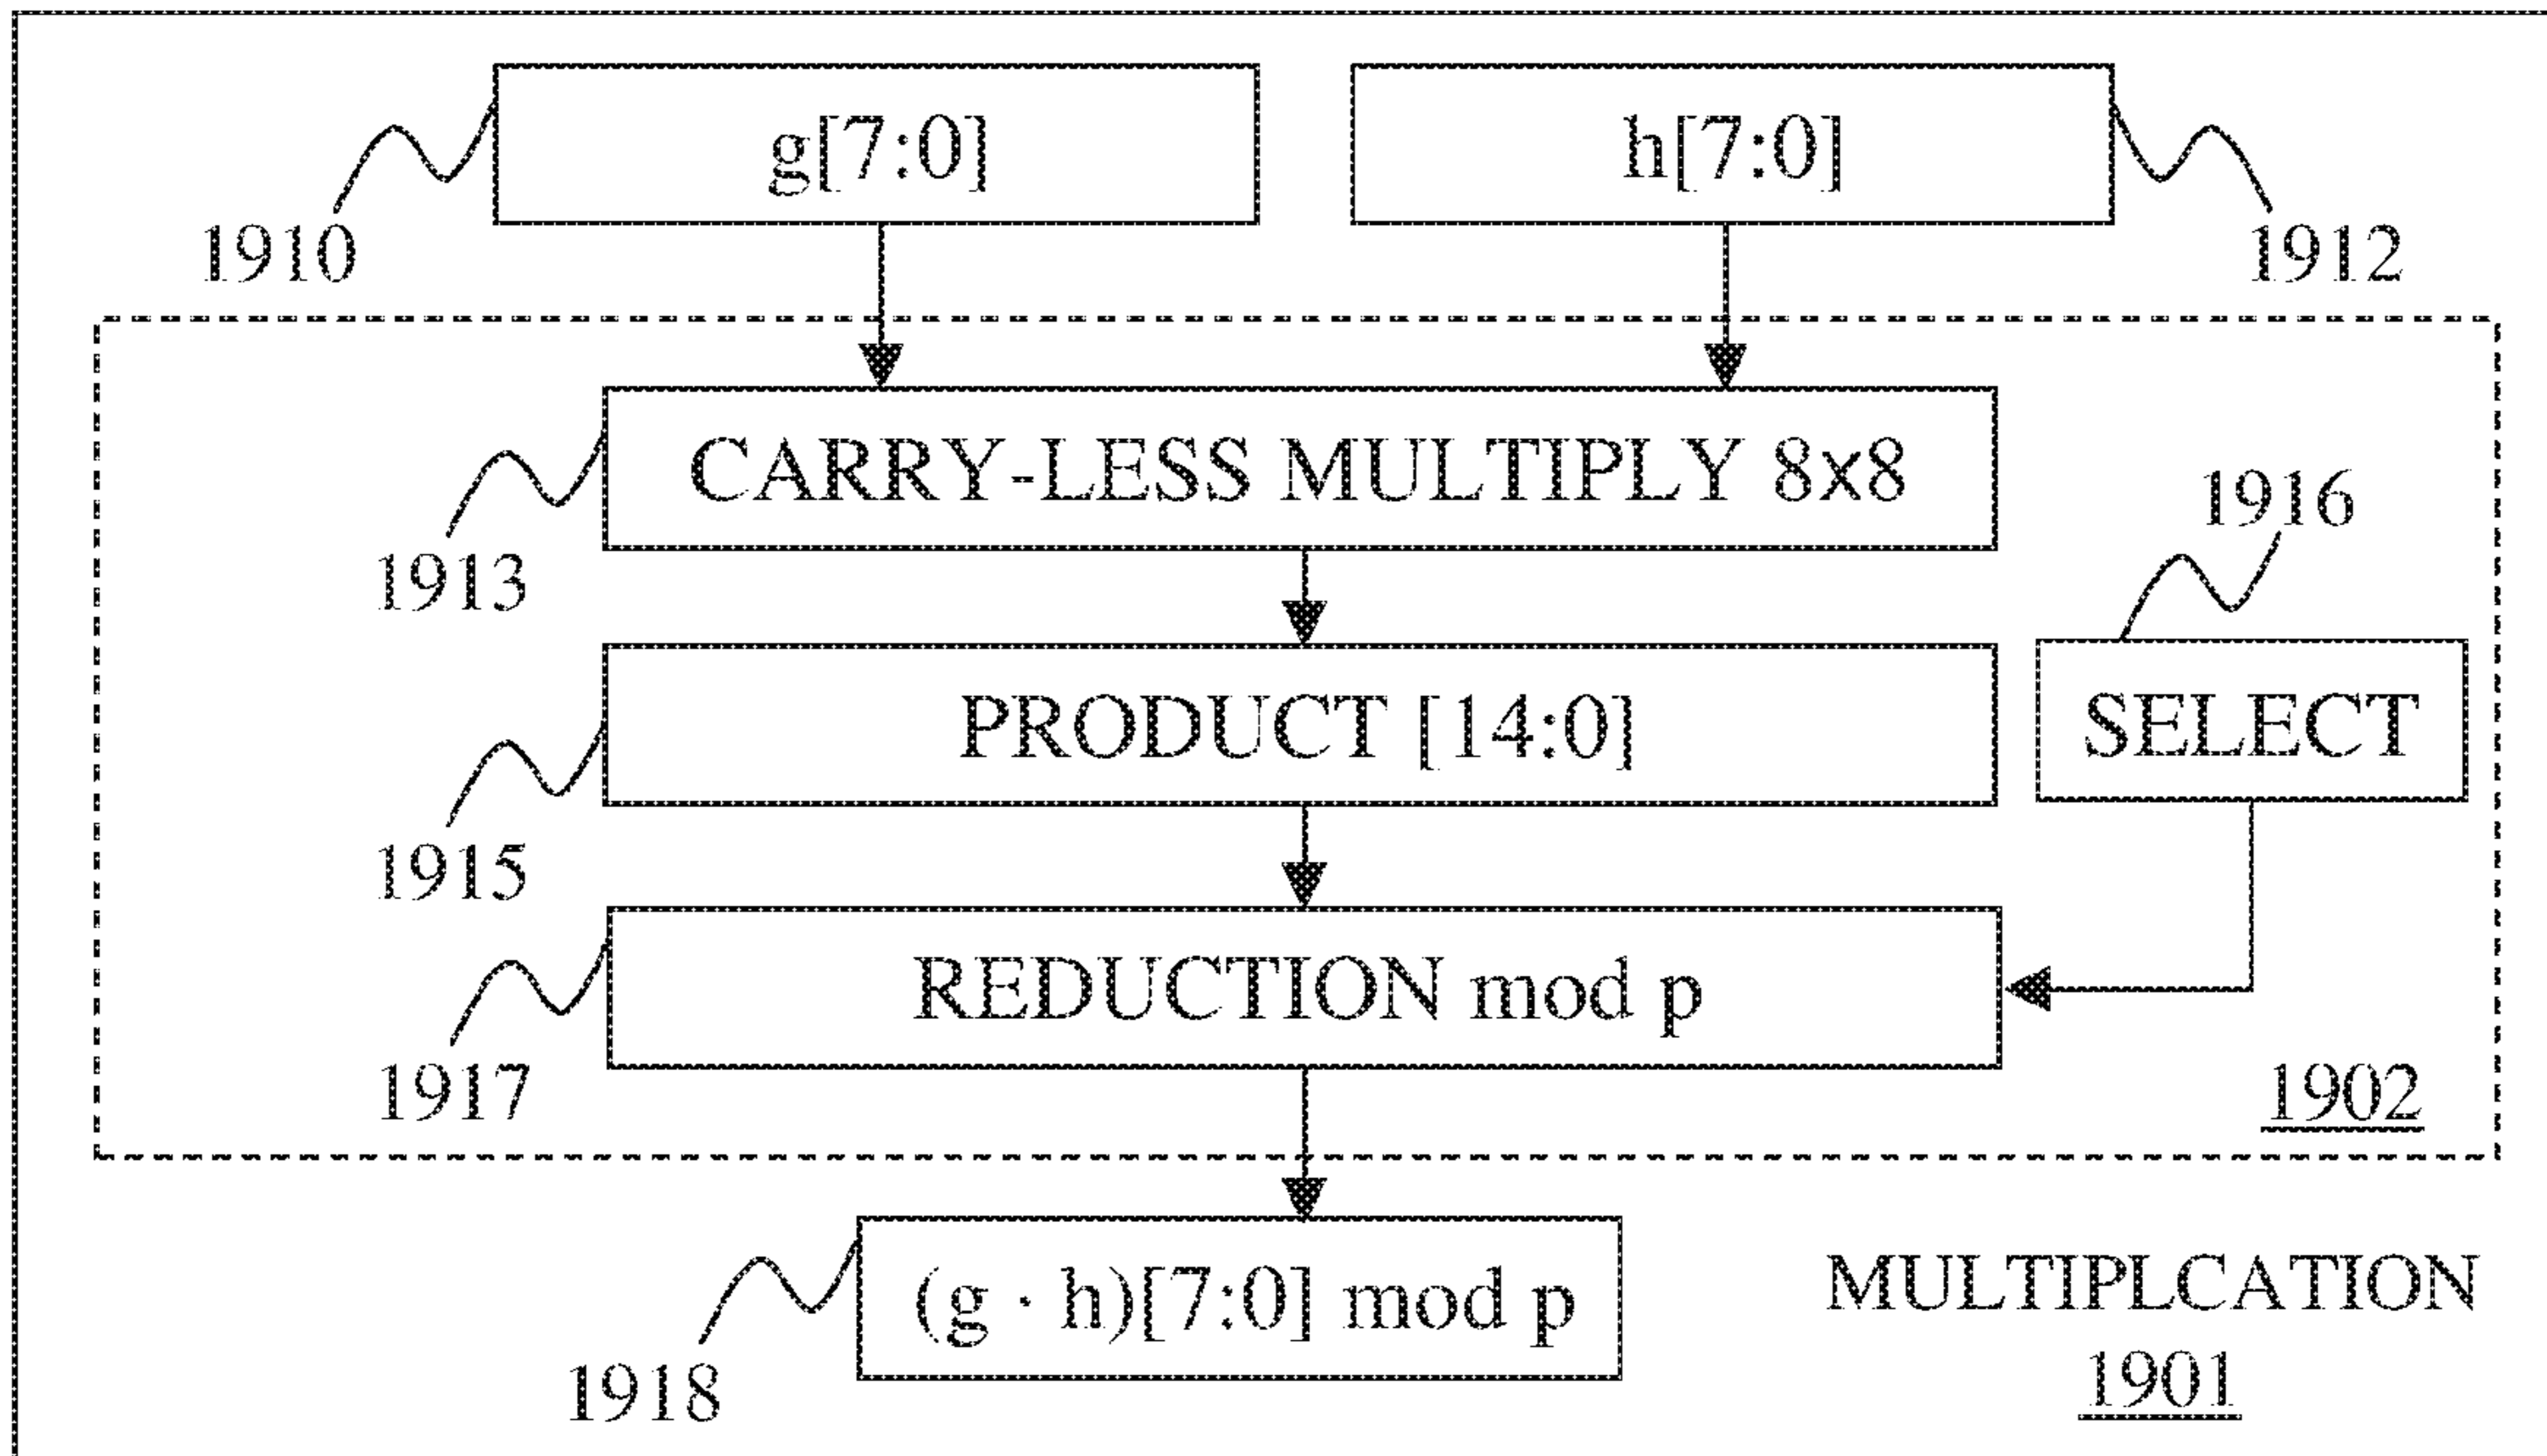 g[7:0]
h[7:0]
1910
1912
CARRY-LESS MULTIPLY 8x8
1916
1913
PRODUCT [14:0]
SELECT
1915
REDUCTION mod p
1917
1902
(g · h)[7:0] mod p
MULTIPLCATION
1918
1901